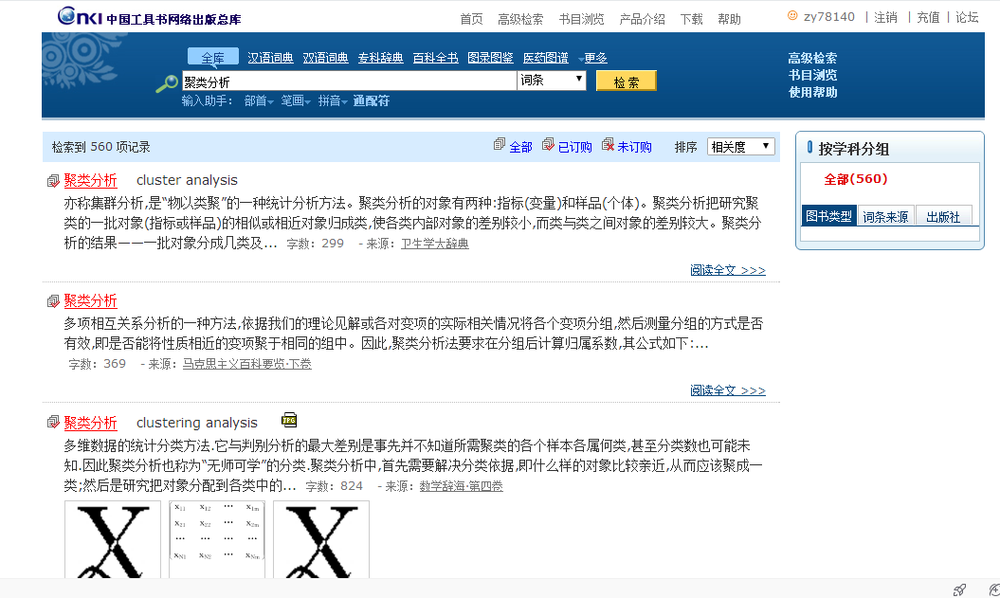 cnki 中国工具书网络出版总库
首页 高级检索 书目浏览 产品介绍 下载 帮助
zy78140 | 注销 | 充值 | 论坛
全库 汉语词典 双语词典 专科辞典 百科全书 图录图鉴 医药图谱 更多
聚类分析 词条 检 索
输入助手： 部首 笔画 拼音 通配符
高级检索
书目浏览
使用帮助
检索到 560 项记录 全部 已订购 未订购 排序 相关度
按学科分组
全部(560)
图书类型 词条来源 出版社
聚类分析 cluster analysis
亦称集群分析,是“物以类聚”的一种统计分析方法。聚类分析的对象有两种:指标(变量)和样品(个体)。聚类分析把研究聚
类的一批对象(指标或样品)的相似或相近对象归成类,使各类内部对象的差别较小,而类与类之间对象的差别较大。聚类分
析的结果——一批对象分成几类及... 字数：299 - 来源：卫生学大辞典
阅读全文 >>>
聚类分析
多项相互关系分析的一种方法,依据我们的理论见解或各对变项的实际相关情况将各个变项分组,然后测量分组的方式是否
有效,即是否能将性质相近的变项聚于相同的组中。因此,聚类分析法要求在分组后计算归属系数,其公式如下:...
字数：369 - 来源：马克思主义百科要览·下卷
阅读全文 >>>
聚类分析 clustering analysis JPG
多维数据的统计分类方法.它与判别分析的最大差别是事先并不知道所需聚类的各个样本各属何类,甚至分类数也可能未
知.因此聚类分析也称为“无师可学”的分类.聚类分析中,首先需要解决分类依据,即什么样的对象比较亲近,从而应该聚成一
类;然后是研究把对象分配到各类中的... 字数：824 - 来源：数学辞海·第四卷
X
x11 x12 ··· x1m
x21 x22 ··· x2m
··· ··· ··· ···
xN1 xN2 ··· xNm
X